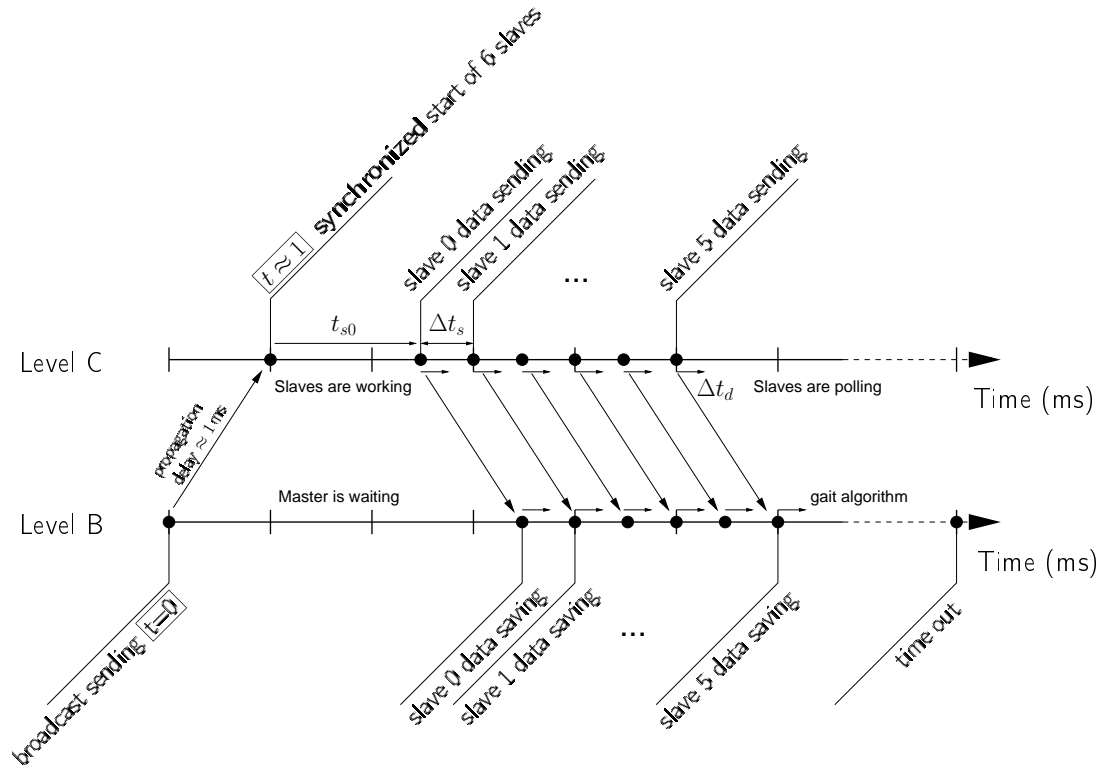 t ≈ 1 synchronized start of 6 slaves
slave 0 data sending
slave 1 data sending
...
slave 5 data sending
t_{s0}
Δt_s
Level C
Slaves are working
Δt_d
Slaves are polling
Time (ms)
propagation
delay ≈ 1 ms
Master is waiting
gait algorithm
Level B
Time (ms)
broadcast sending t=0
slave 0 data saving
slave 1 data saving
...
slave 5 data saving
time out